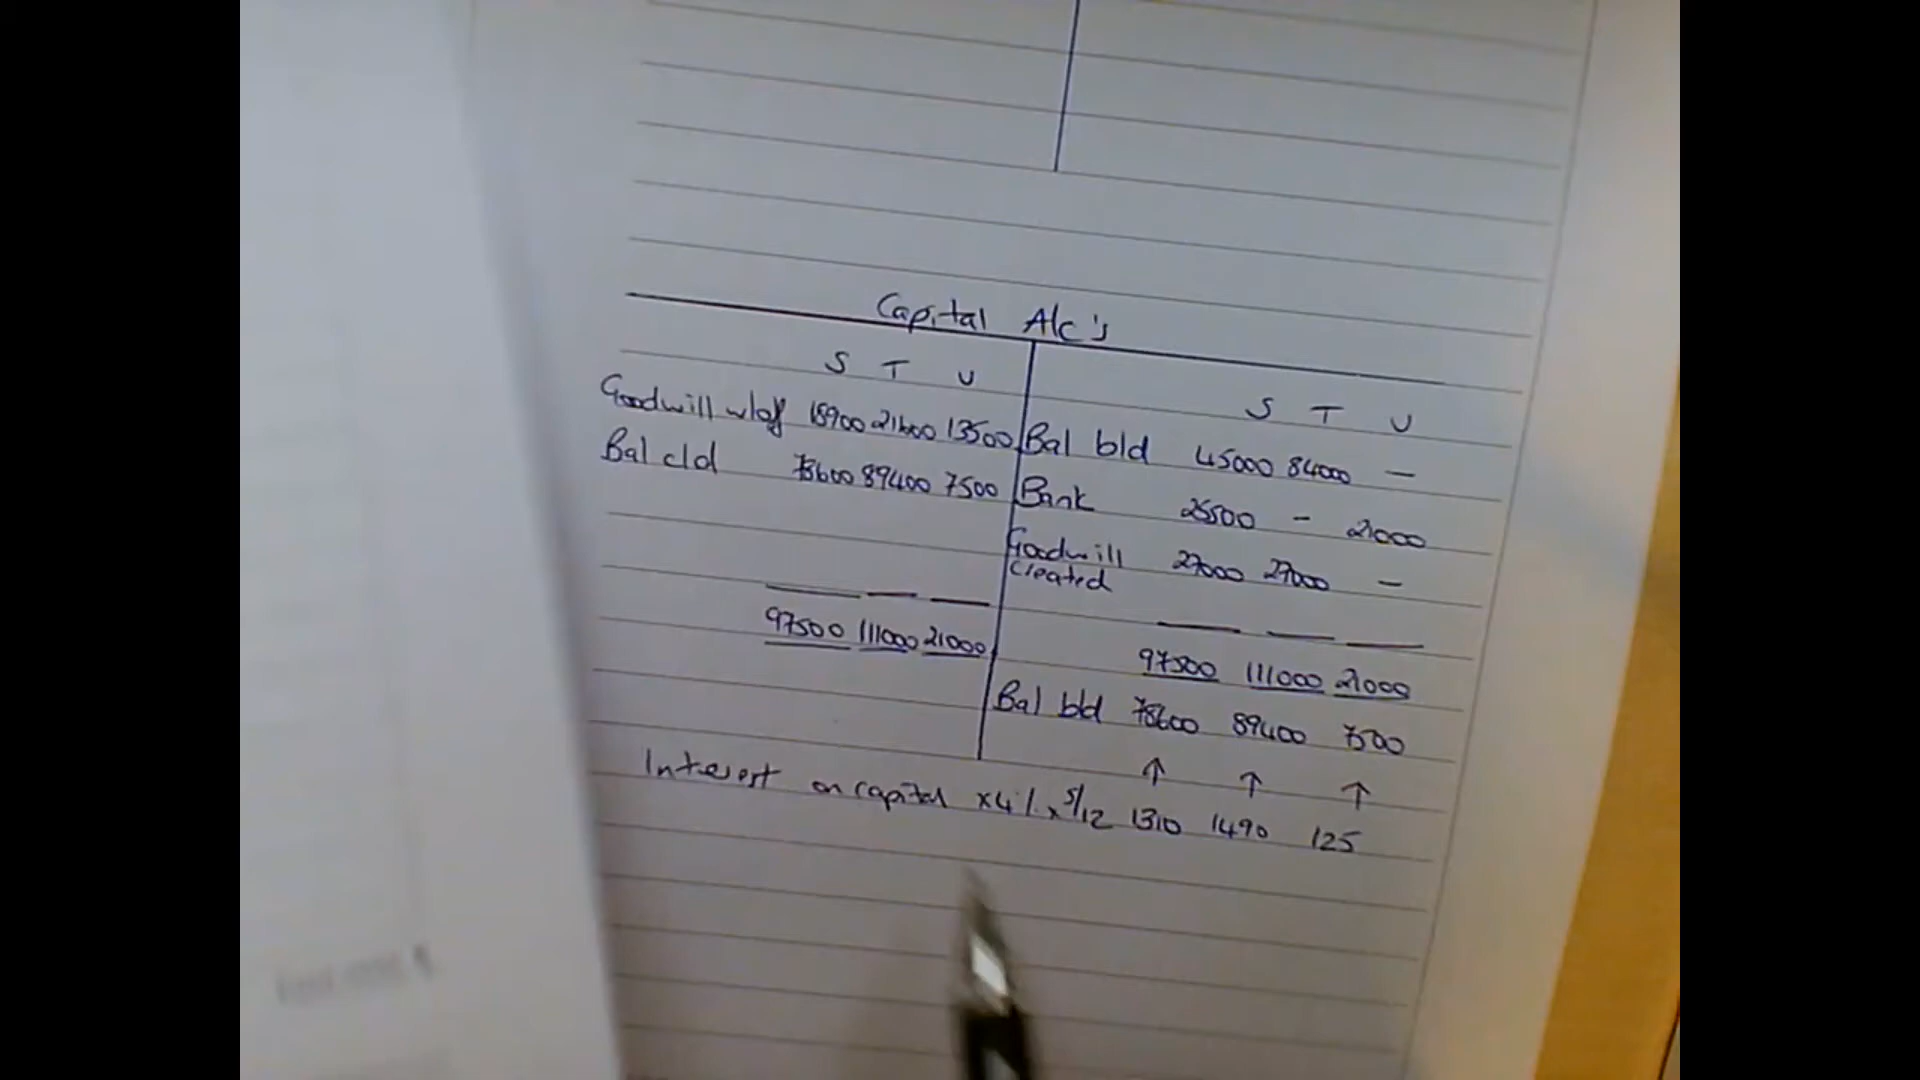 Capital A/c's
S T U
S T U
Goodwill w/off 18900 21600 13500
Bal b/d 45000 84000 –
Bal c/d 78600 89400 7500
Bank 25500 – 21000
Goodwill created 27000 27000 –
97500 111000 21000
97500 111000 21000
Bal b/d 78600 89400 7500
↑ ↑ ↑
Interest on capital x4% x 5/12 1310 1490 125